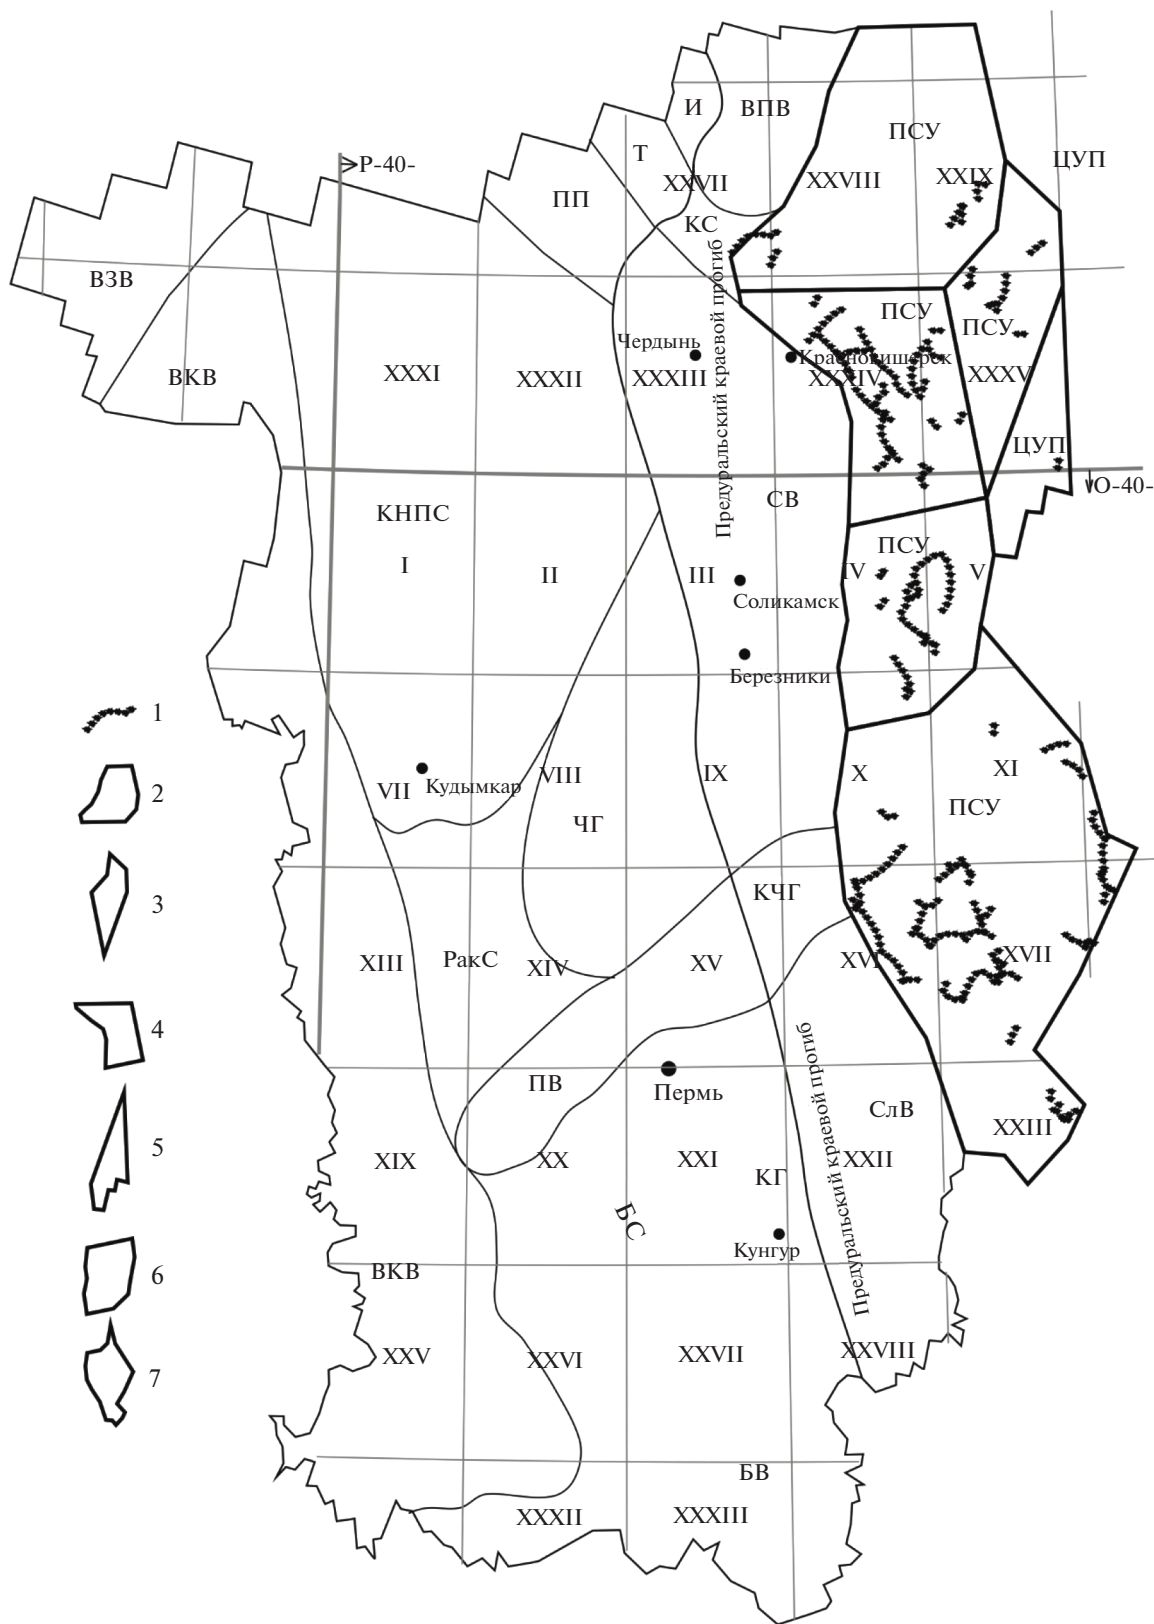 И
ВПВ
ПСУ
Т
ЦУП
Р-40-
ПП
XXVII
XXVIII
XXIX
КС
ВЗВ
Предуральский краевой прогиб
ПСУ
ПСУ
Чердынь
Красновишерск
ВКВ
XXXI
XXXII
XXXIII
XXXIV
XXXV
ЦУП
О-40-
СВ
КНПС
ПСУ
I
II
III
IV
V
Соликамск
Березники
1
2
VII
Кудымкар
VIII
IX
X
XI
ПСУ
ЧГ
3
КЧГ
XIII
РакС
XIV
XV
XVI
XVII
4
Предуральский краевой прогиб
ПВ
Пермь
СлВ
XXIII
5
XIX
XX
XXI
КГ
XXII
БС
Кунгур
6
ВКВ
7
XXV
XXVI
XXVII
XXVIII
БВ
XXXII
XXXIII